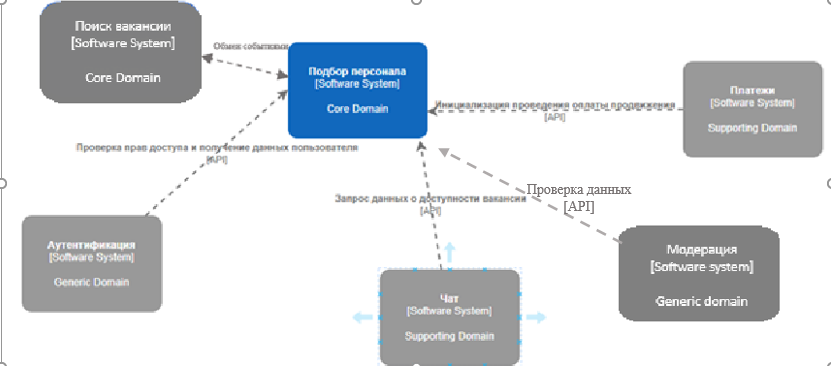 Поиск вакансии
[Software System]
Core Domain
Обмен событиями
Подбор персонала
[Software System]
Core Domain
Платежи
[Software System]
Supporting Domain
Инициализация проведения оплаты продвижения
[API]
Проверка прав доступа и получение данных пользователя
[API]
Запрос данных о доступности вакансии
[API]
Проверка данных
[API]
Аутентификация
[Software System]
Generic Domain
Модерация
[Software system]
Generic domain
Чат
[Software System]
Supporting Domain